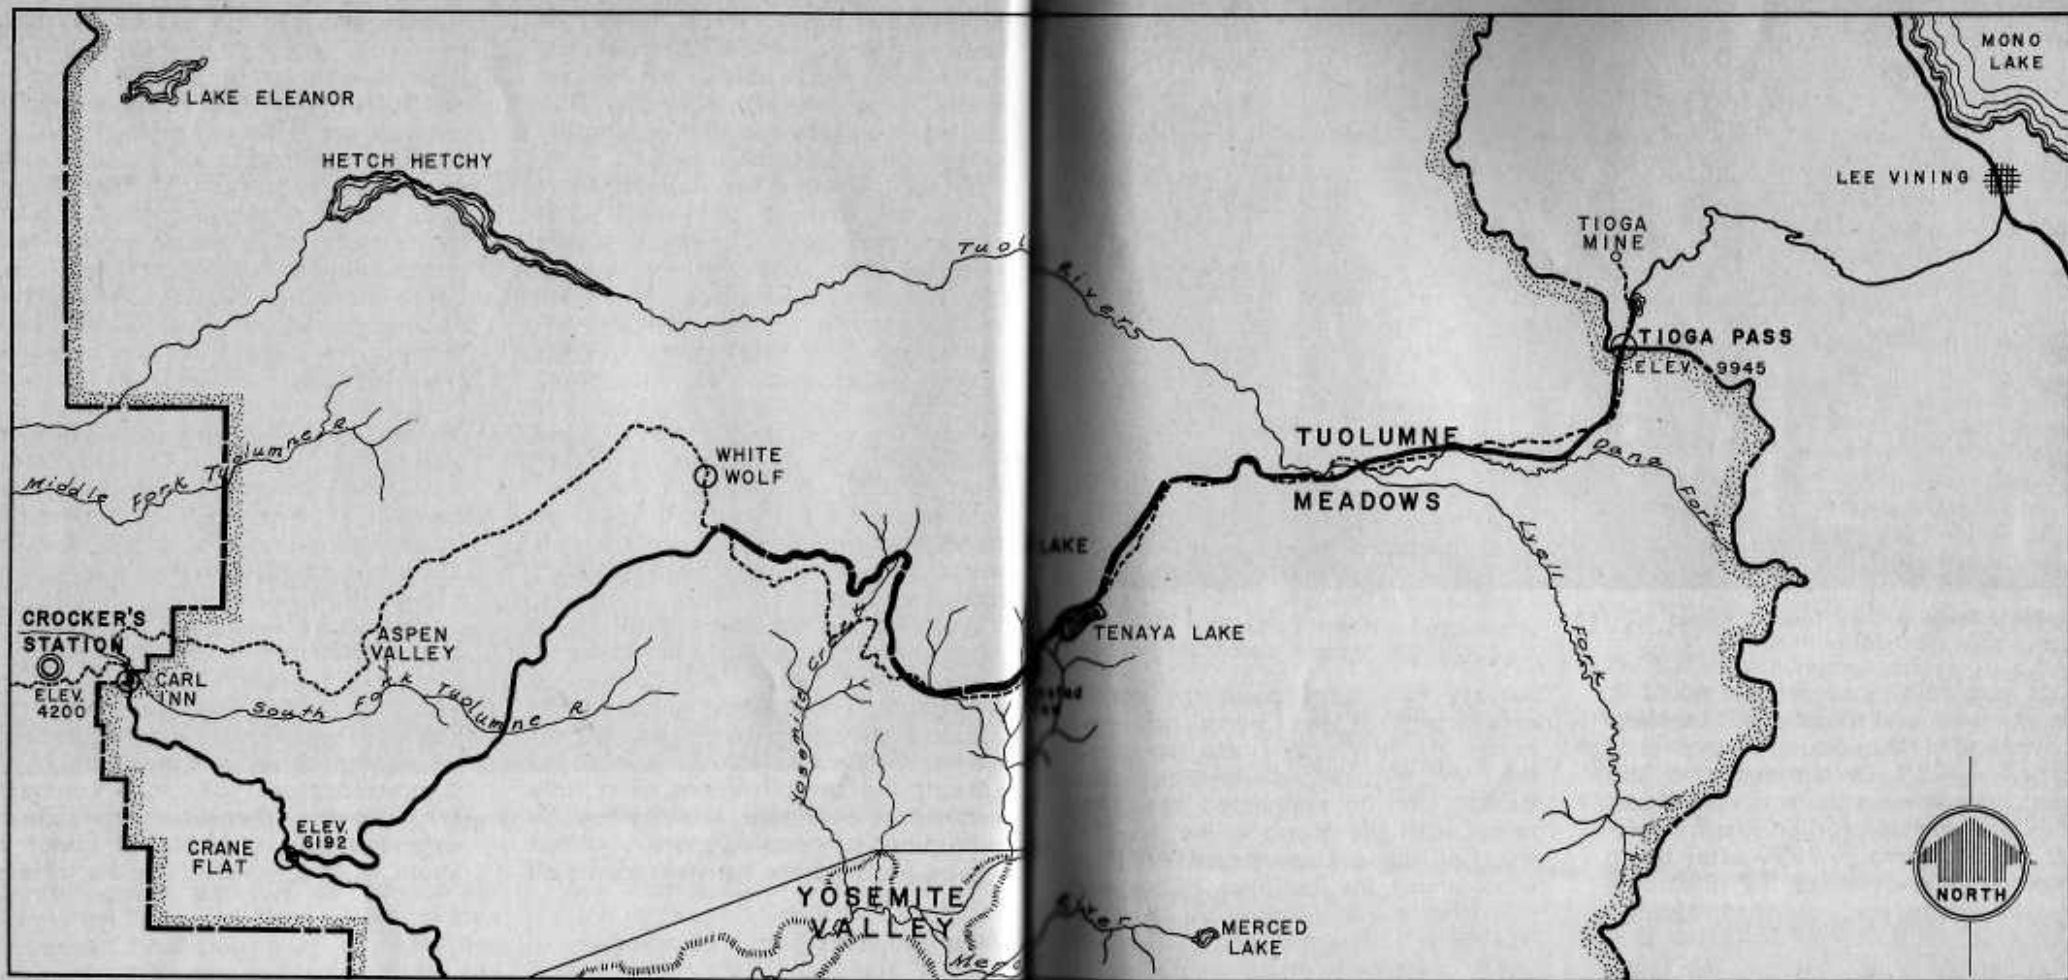 MONO
LAKE
LAKE ELEANOR
HETCH HETCHY
LEE VINING
TIOGA
MINE
Rivers
TIOGA PASS
ELEV. 9945
Middle Fork Tuolumne R
WHITE
WOLF
TUOLUMNE
MEADOWS
Dana Fork
Lyell Fork
LAKE
TENAYA LAKE
CROCKER'S
STATION
ELEV.
4200
CARL
INN
ASPEN
VALLEY
South Fork Tuolumne R
Yosemite Creek
CRANE
FLAT
ELEV.
6192
YOSEMITE
VALLEY
River
MERCED
LAKE
NORTH